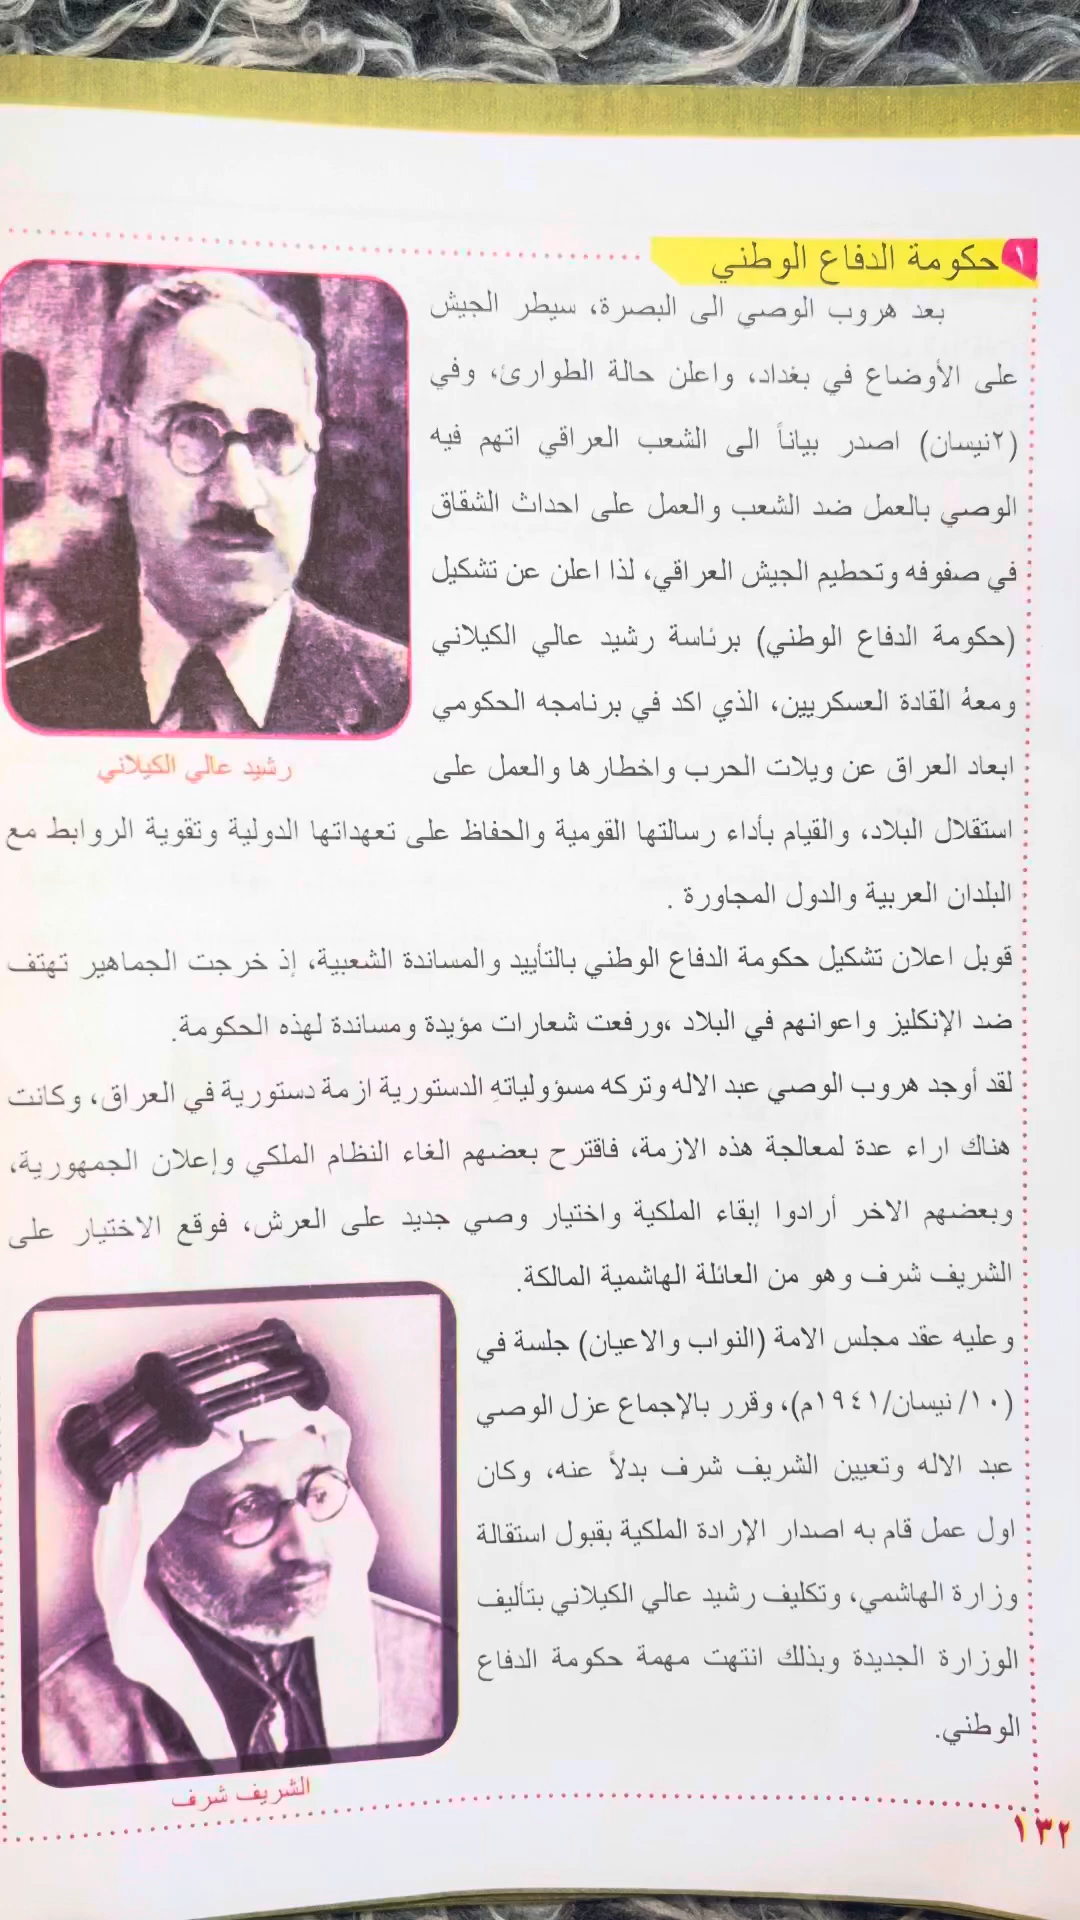 ١ حكومة الدفاع الوطني
بعد هروب الوصي الى البصرة، سيطر الجيش
على الأوضاع في بغداد، واعلن حالة الطوارئ، وفي
(٢نيسان) اصدر بياناً الى الشعب العراقي اتهم فيه
الوصي بالعمل ضد الشعب والعمل على احداث الشقاق
في صفوفه وتحطيم الجيش العراقي، لذا اعلن عن تشكيل
(حكومة الدفاع الوطني) برئاسة رشيد عالي الكيلاني
ومعهُ القادة العسكريين، الذي اكد في برنامجه الحكومي
ابعاد العراق عن ويلات الحرب واخطارها والعمل على
رشيد عالي الكيلاني
استقلال البلاد، والقيام بأداء رسالتها القومية والحفاظ على تعهداتها الدولية وتقوية الروابط مع
البلدان العربية والدول المجاورة .
قوبل اعلان تشكيل حكومة الدفاع الوطني بالتأييد والمساندة الشعبية، إذ خرجت الجماهير تهتف
ضد الإنكليز واعوانهم في البلاد ،ورفعت شعارات مؤيدة ومساندة لهذه الحكومة.
لقد أوجد هروب الوصي عبد الاله وتركه مسؤولياتهِ الدستورية ازمة دستورية في العراق، وكانت
هناك اراء عدة لمعالجة هذه الازمة، فاقترح بعضهم الغاء النظام الملكي وإعلان الجمهورية،
وبعضهم الاخر أرادوا إبقاء الملكية واختيار وصي جديد على العرش، فوقع الاختيار على
الشريف شرف وهو من العائلة الهاشمية المالكة.
وعليه عقد مجلس الامة (النواب والاعيان) جلسة في
(١٠/ نيسان/١٩٤١م)، وقرر بالإجماع عزل الوصي
عبد الاله وتعيين الشريف شرف بدلاً عنه، وكان
اول عمل قام به اصدار الإرادة الملكية بقبول استقالة
وزارة الهاشمي، وتكليف رشيد عالي الكيلاني بتأليف
الوزارة الجديدة وبذلك انتهت مهمة حكومة الدفاع
الوطني.
الشريف شرف
١٣٢